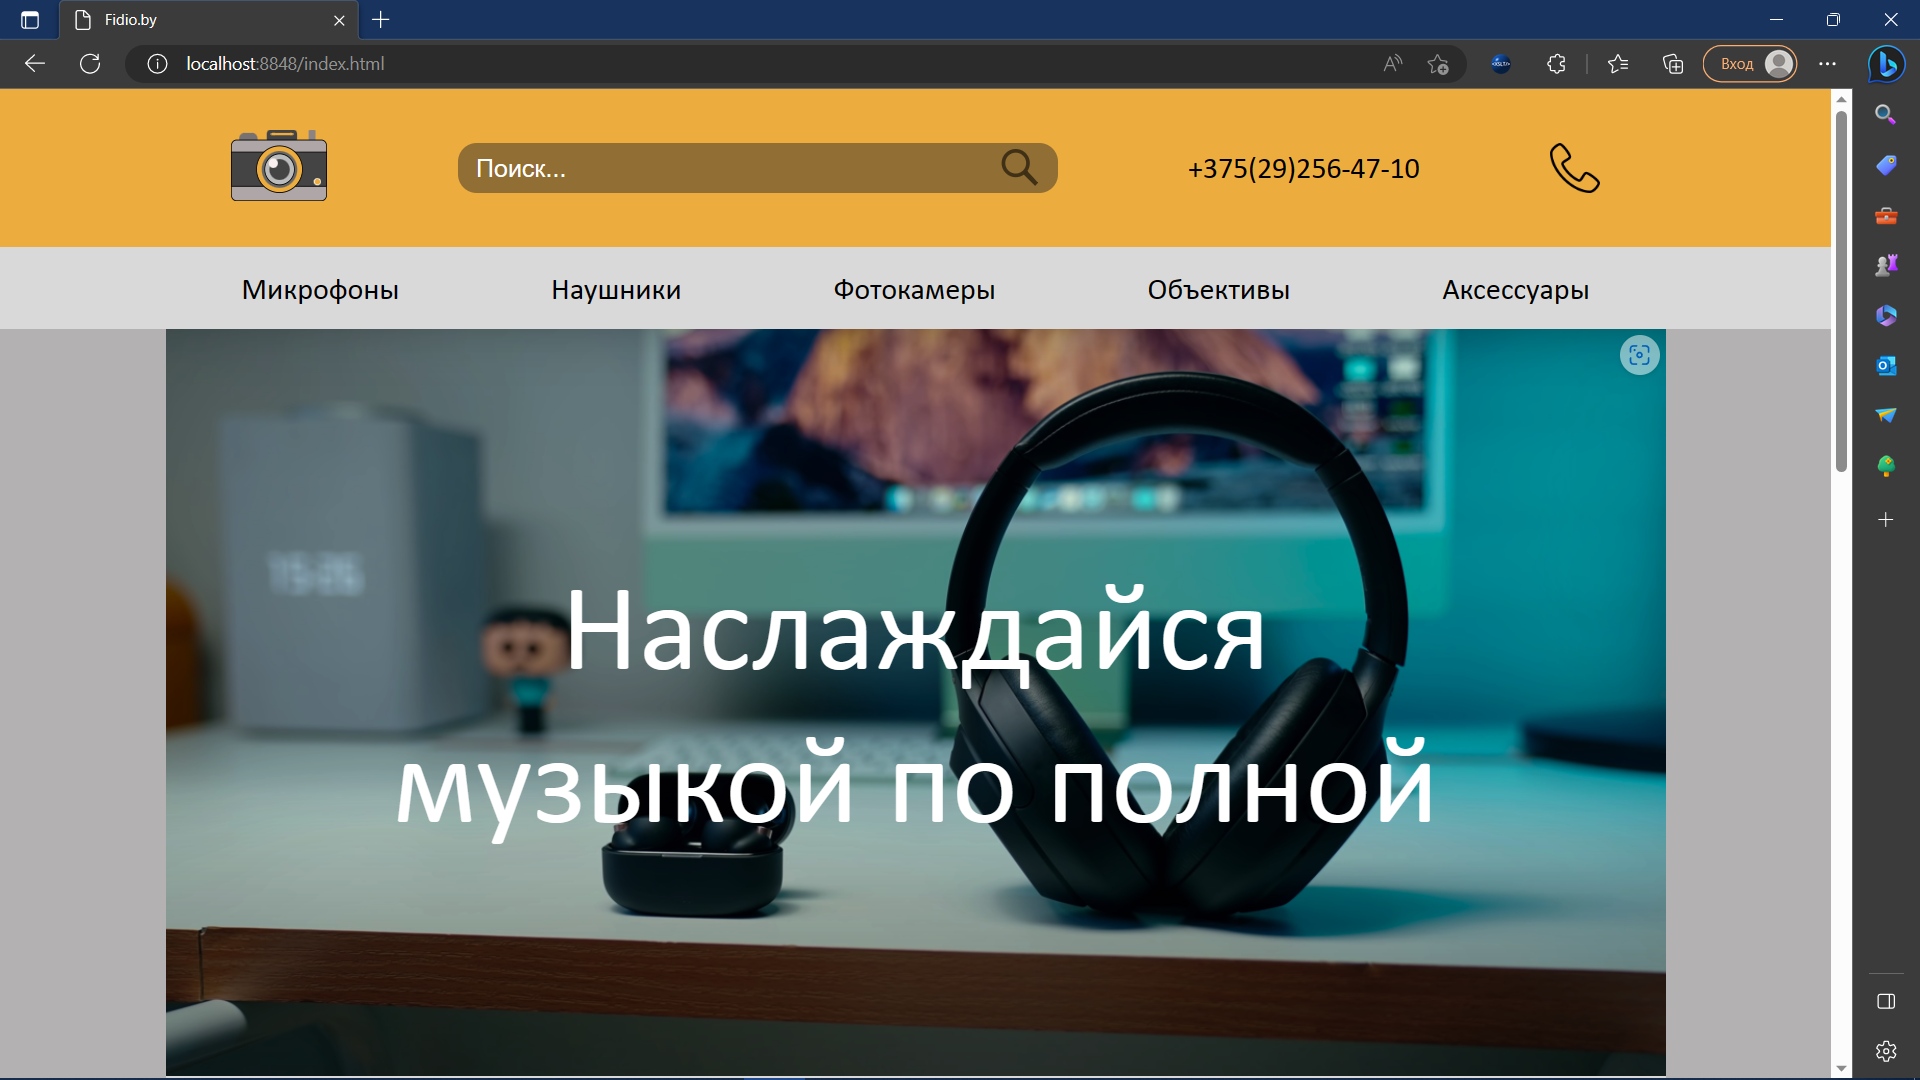 Fidio.by
localhost:8848/index.html
Вход
Поиск...
+375(29)256-47-10
Микрофоны Наушники Фотокамеры Объективы Аксессуары
Наслаждайся
музыкой по полной